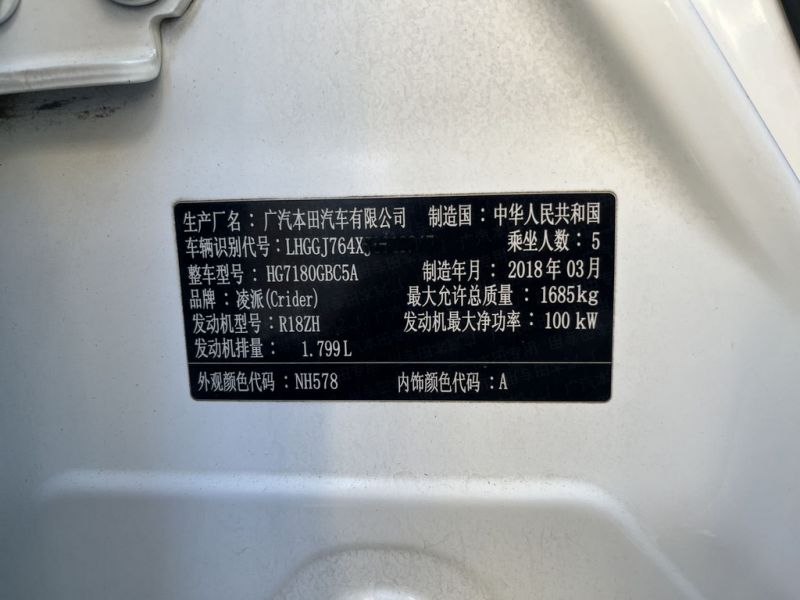 生产厂名：广汽本田汽车有限公司 制造国：中华人民共和国
车辆识别代号：LHGGJ764X 乘坐人数：5
整车型号：HG7180GBC5A 制造年月：2018年03月
品牌：凌派(Crider) 最大允许总质量：1685kg
发动机型号：R18ZH 发动机最大净功率：100 kW
发动机排量：1.799L
外观颜色代码：NH578 内饰颜色代码：A